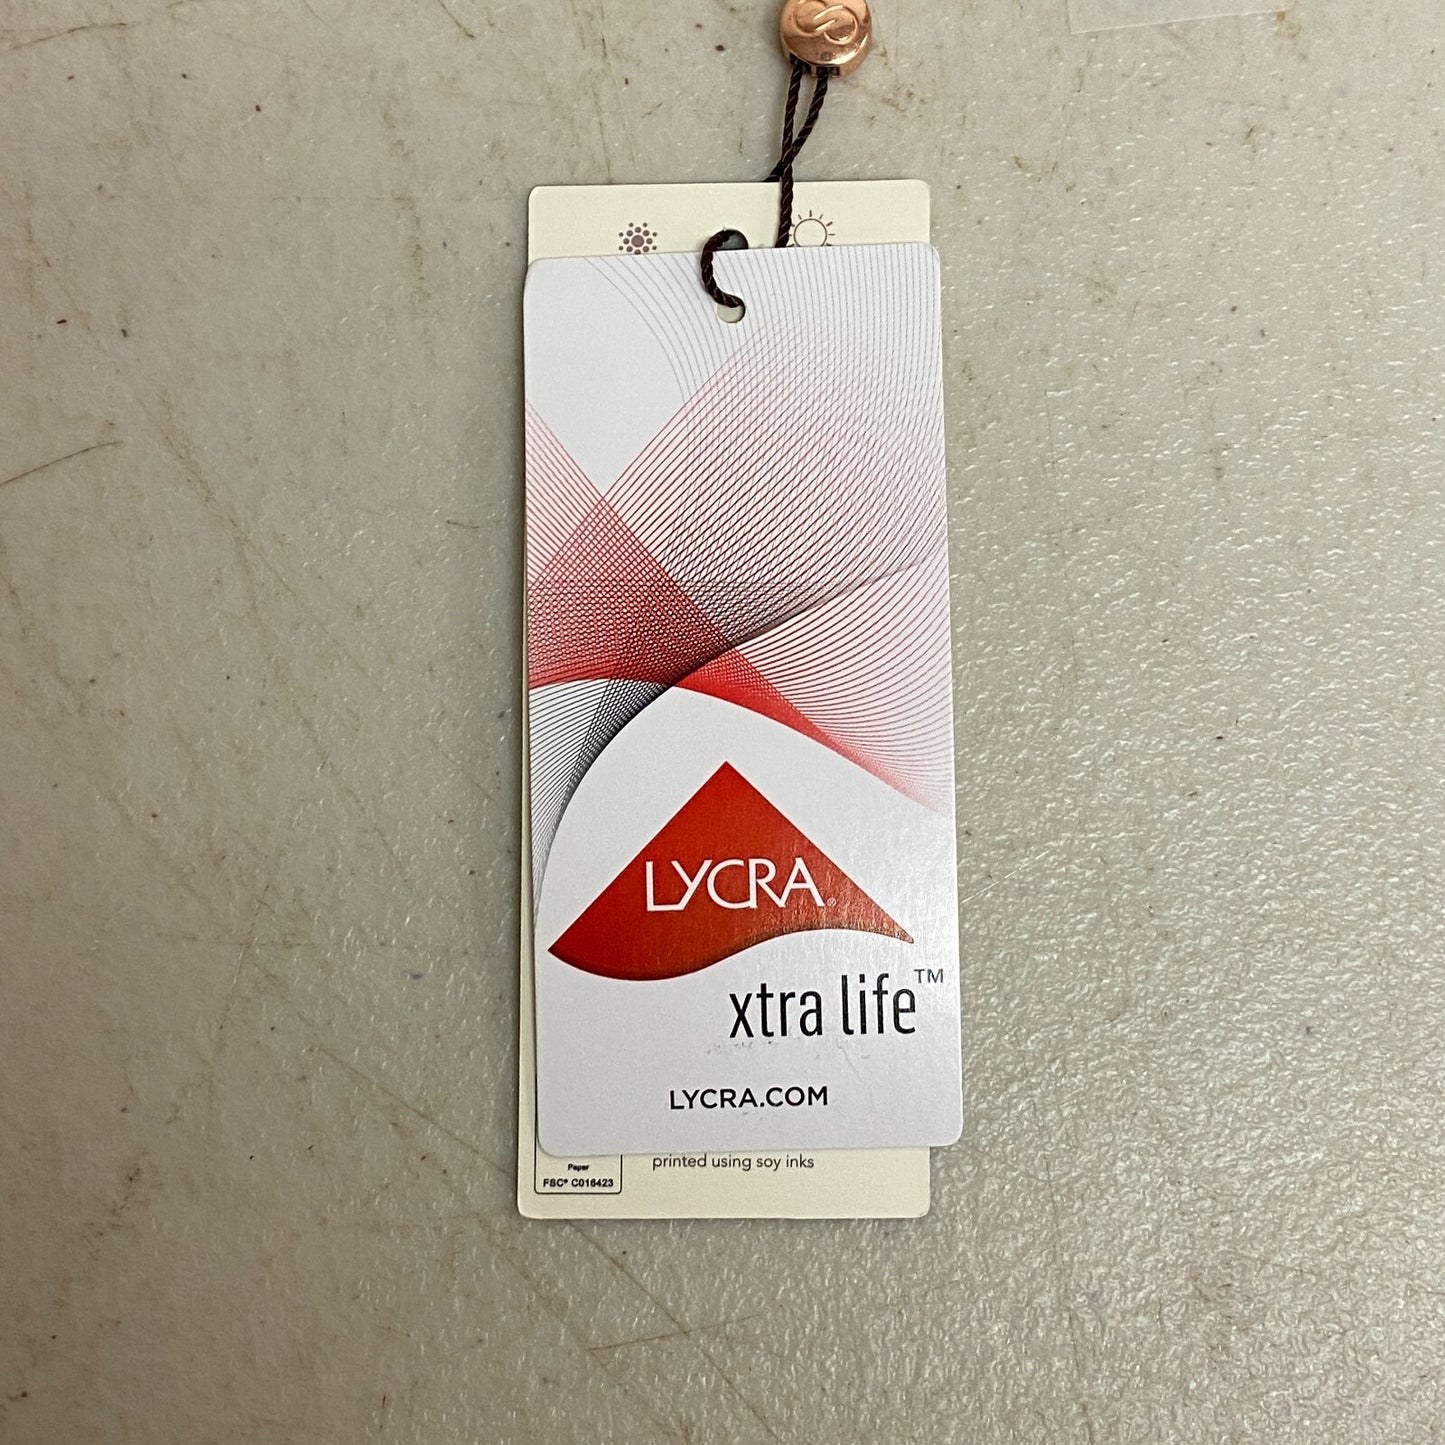 LYCRA®
xtra life™
LYCRA.COM
Paper
FSC® C016423
printed using soy inks